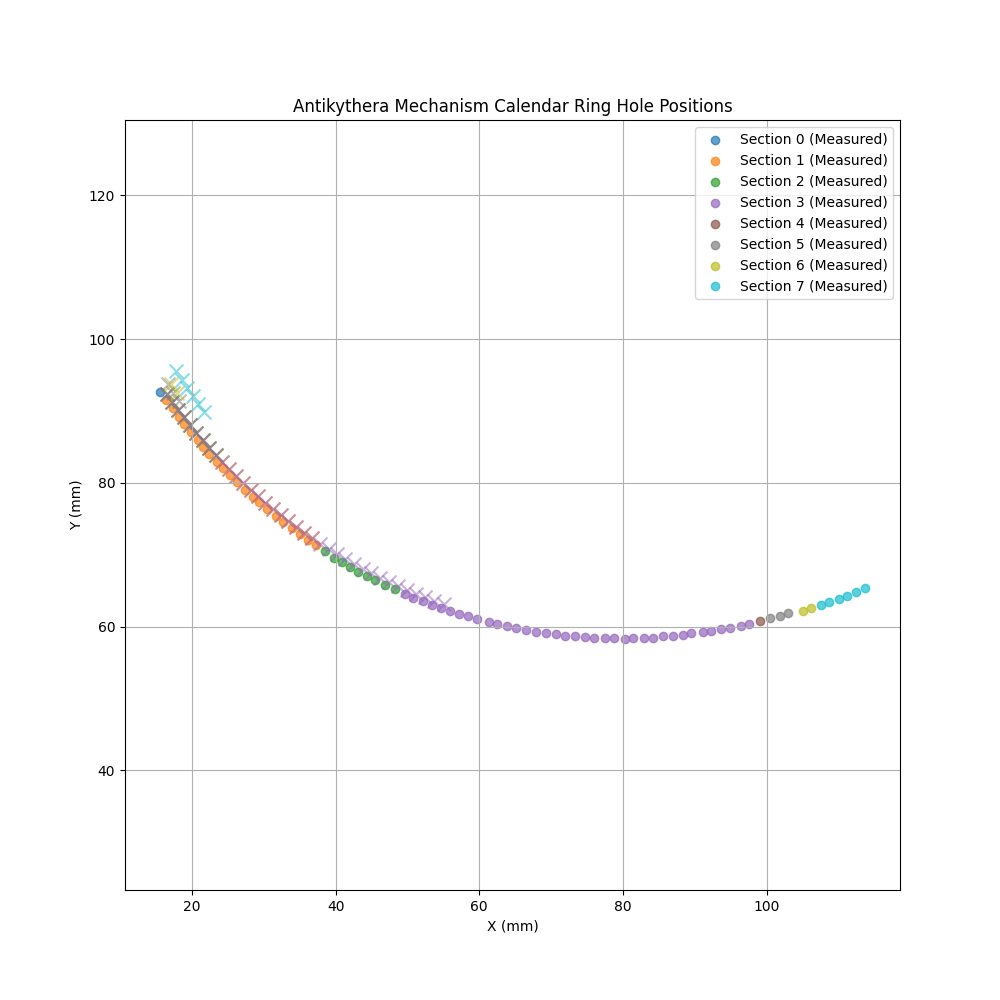 Antikythera Mechanism Calendar Ring Hole Positions
Section 0 (Measured)
Section 1 (Measured)
Section 2 (Measured)
Section 3 (Measured)
Section 4 (Measured)
Section 5 (Measured)
Section 6 (Measured)
Section 7 (Measured)
120
100
80
60
40
Y (mm)
20 40 60 80 100
X (mm)